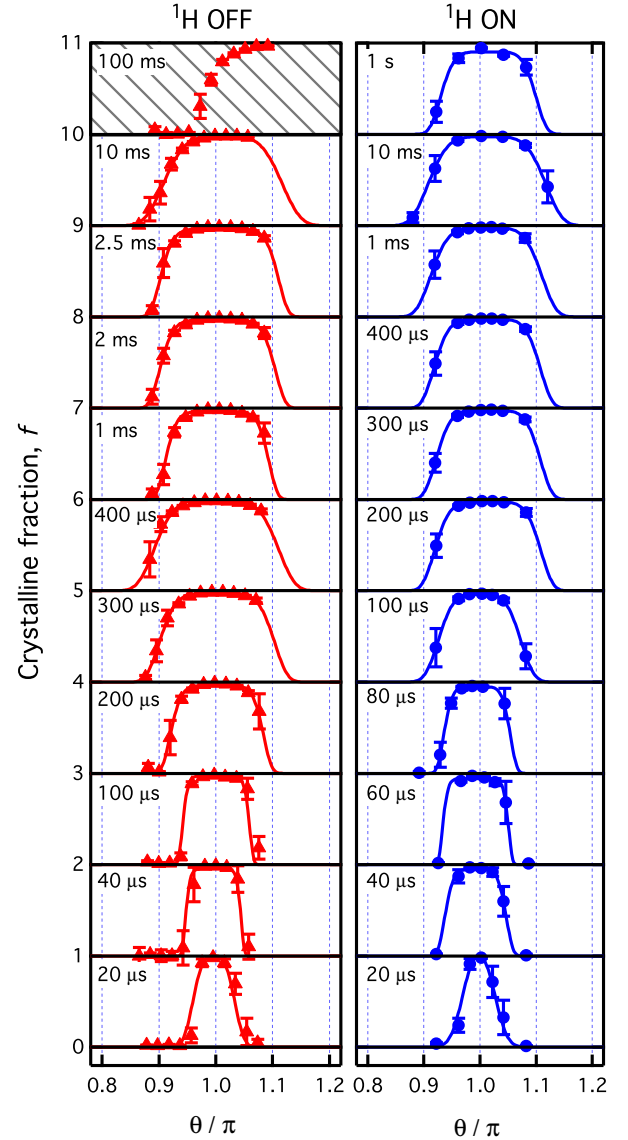 ¹H OFF
¹H ON
Crystalline fraction, f
11
10
9
8
7
6
5
4
3
2
1
0
100 ms
10 ms
2.5 ms
2 ms
1 ms
400 µs
300 µs
200 µs
100 µs
40 µs
20 µs
1 s
10 ms
1 ms
400 µs
300 µs
200 µs
100 µs
80 µs
60 µs
40 µs
20 µs
0.8 0.9 1.0 1.1 1.2
0.8 0.9 1.0 1.1 1.2
θ / π
θ / π